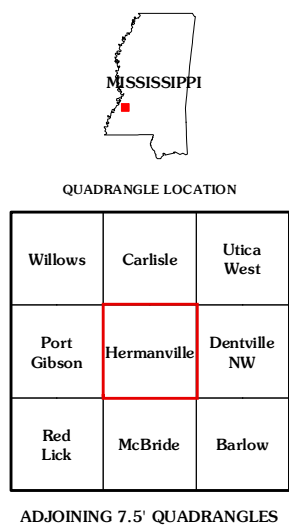 MISSISSIPPI
QUADRANGLE LOCATION
Willows
Carlisle
Utica
West
Port
Gibson
Hermanville
Dentville
NW
Red
Lick
McBride
Barlow
ADJOINING 7.5' QUADRANGLES